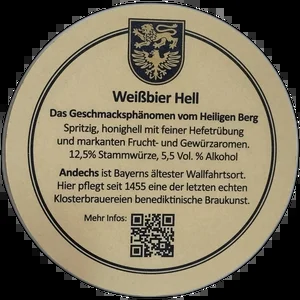 Weißbier Hell
Das Geschmacksphänomen vom Heiligen Berg
Spritzig, honighell mit feiner Hefetrübung
und markanten Frucht- und Gewürzaromen.
12,5% Stammwürze, 5,5 Vol. % Alkohol
Andechs ist Bayerns ältester Wallfahrtsort.
Hier pflegt seit 1455 eine der letzten echten
Klosterbrauereien benediktinische Braukunst.
Mehr Infos: